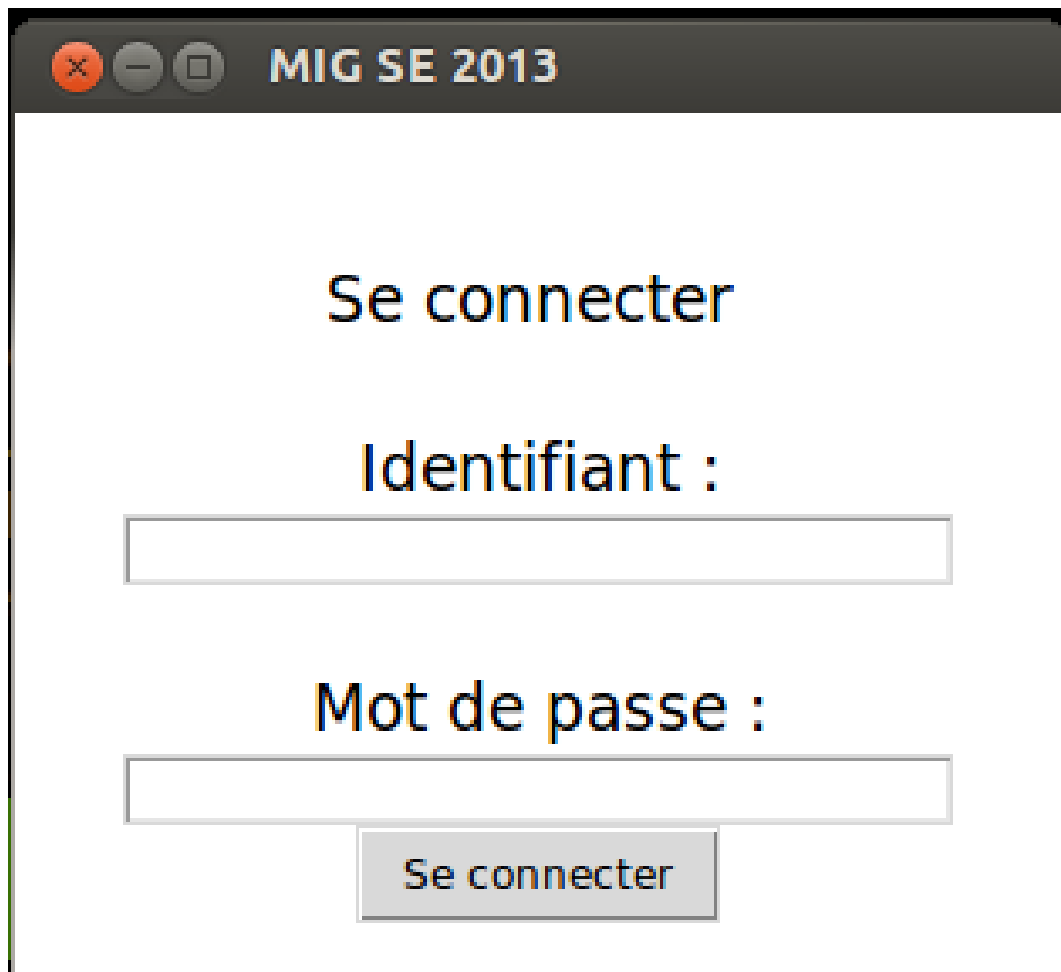 MIG SE 2013
Se connecter
Identifiant :
Mot de passe :
Se connecter